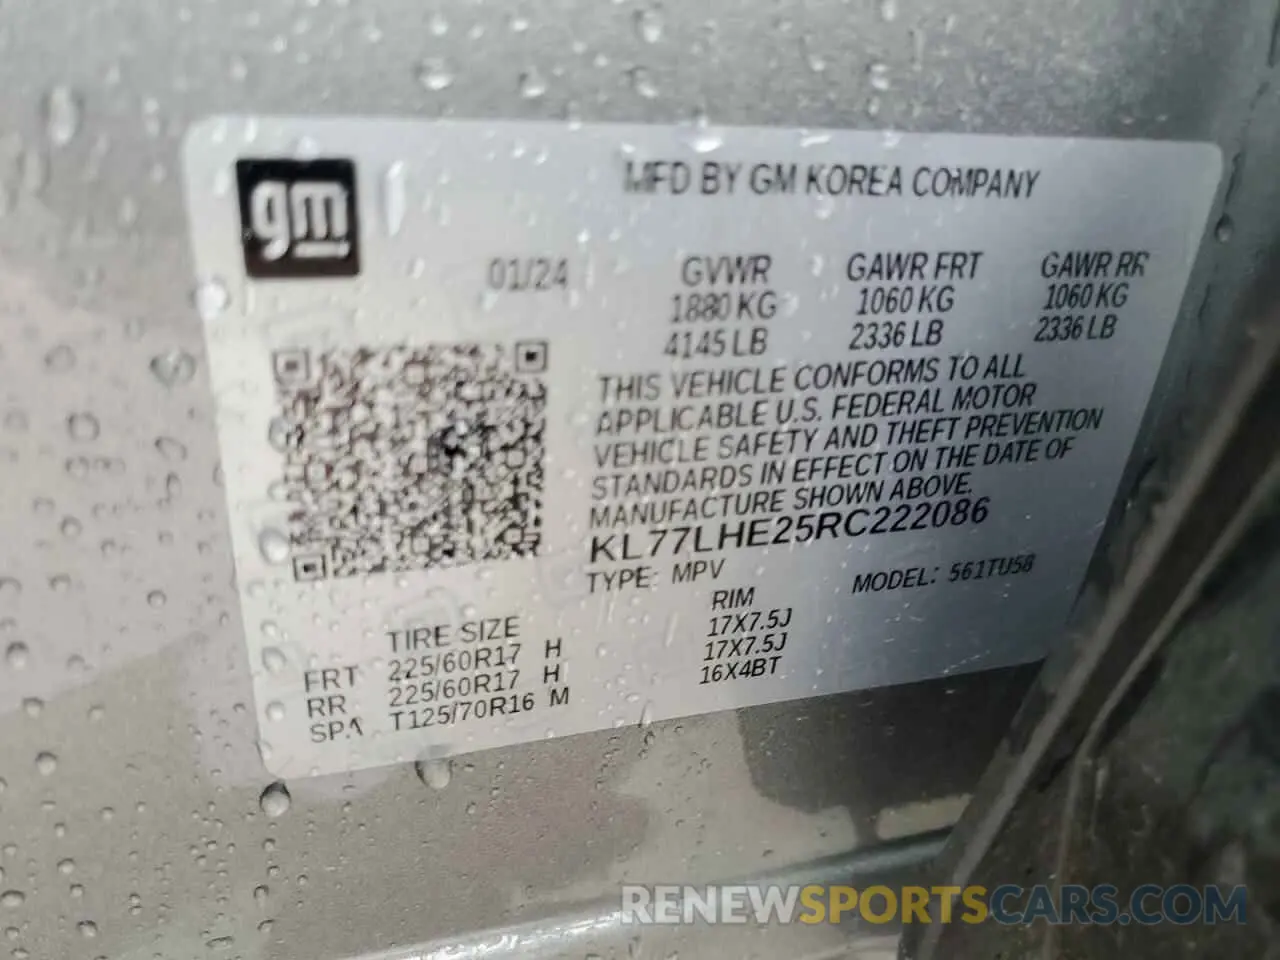 gm
MFD BY GM KOREA COMPANY
01/24
GVWR GAWR FRT GAWR RR
1880 KG 1060 KG 1060 KG
4145 LB 2336 LB 2336 LB
THIS VEHICLE CONFORMS TO ALL
APPLICABLE U.S. FEDERAL MOTOR
VEHICLE SAFETY AND THEFT PREVENTION
STANDARDS IN EFFECT ON THE DATE OF
MANUFACTURE SHOWN ABOVE.
KL77LHE25RC222086
TYPE: MPV MODEL: 561TU58
TIRE SIZE RIM
FRT 225/60R17 H 17X7.5J
RR 225/60R17 H 17X7.5J
SPA T125/70R16 M 16X4BT
RENEWSPORTSCARS.COM